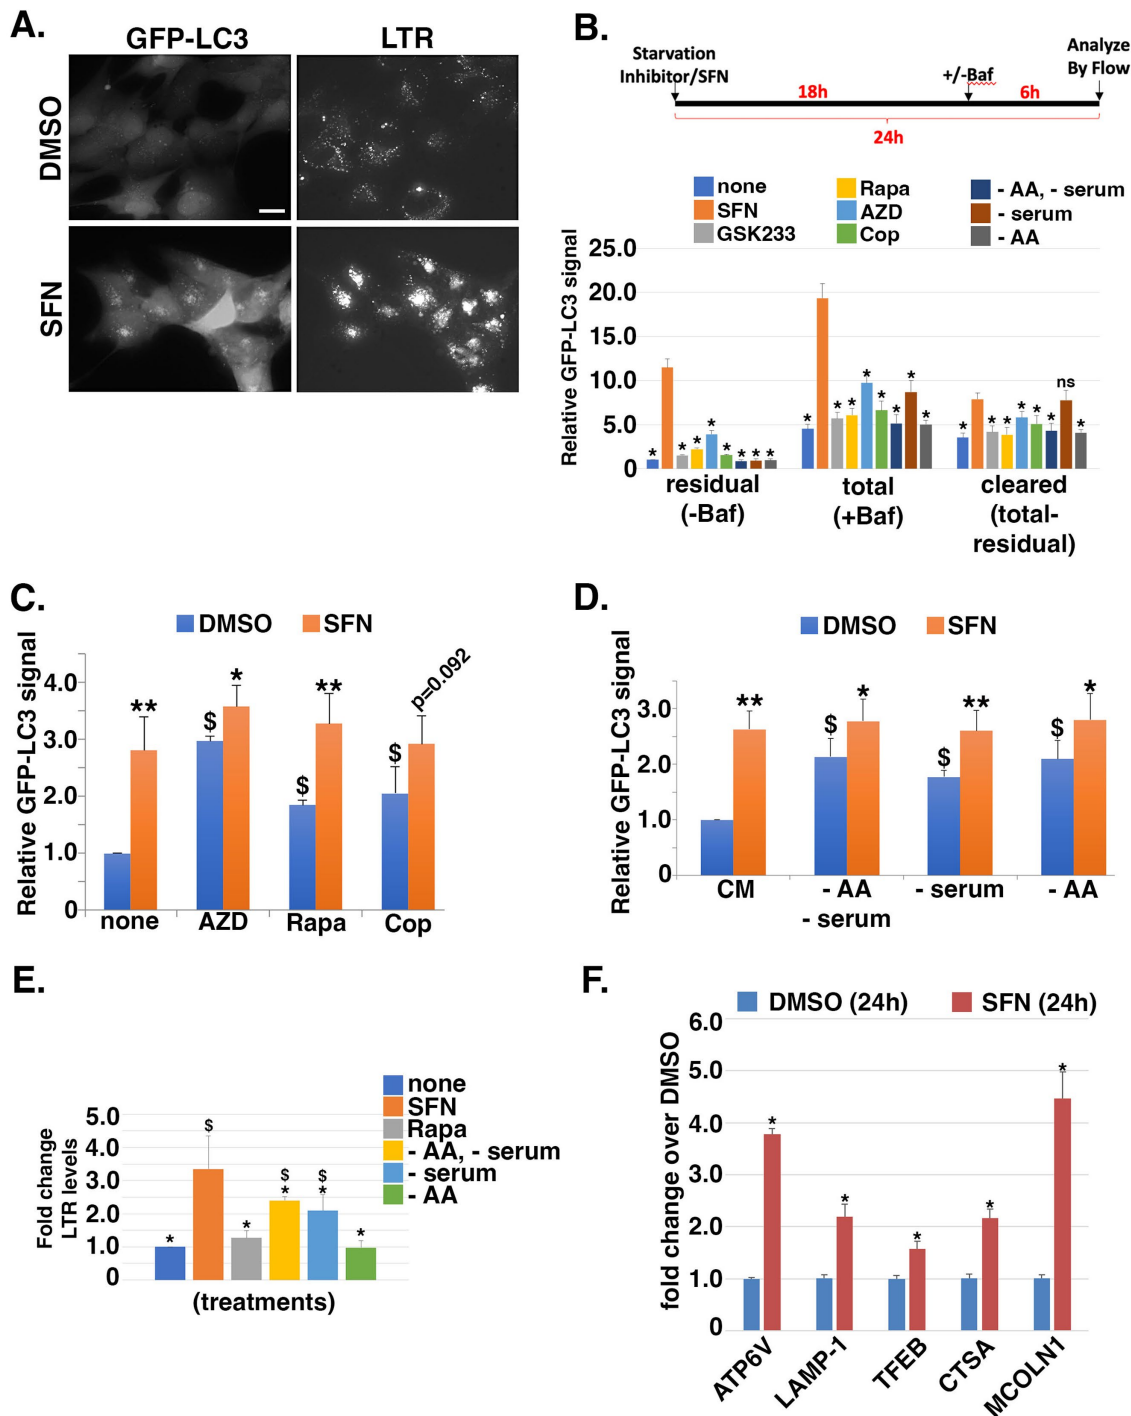 A.
GFP-LC3 LTR
DMSO
SFN
B.
Starvation
Inhibitor/SFN
+/-Baf
Analyze
By Flow
18h
6h
24h
none
SFN
GSK233
Rapa
AZD
Cop
- AA, - serum
- serum
- AA
Relative GFP-LC3 signal
25.0
20.0
15.0
10.0
5.0
0
* * * * * * * *
* * * * * * * *
* * * * * * ns *
residual
(-Baf)
total
(+Baf)
cleared
(total-
residual)
C.
DMSO SFN
Relative GFP-LC3 signal
4.0
3.0
2.0
1.0
0
** $ * $ ** $ p=0.092
none AZD Rapa Cop
D.
DMSO SFN
Relative GFP-LC3 signal
3.0
2.0
1.0
0
** $ * $ ** $ *
CM
- AA
- serum
- serum
- AA
E.
none
SFN
Rapa
- AA, - serum
- serum
- AA
Fold change
LTR levels
5.0
4.0
3.0
2.0
1.0
0
$ $ $
* * * * *
(treatments)
F.
DMSO (24h) SFN (24h)
fold change over DMSO
6.0
5.0
4.0
3.0
2.0
1.0
0
* * * * *
ATP6V
LAMP-1
TFEB
CTSA
MCOLN1